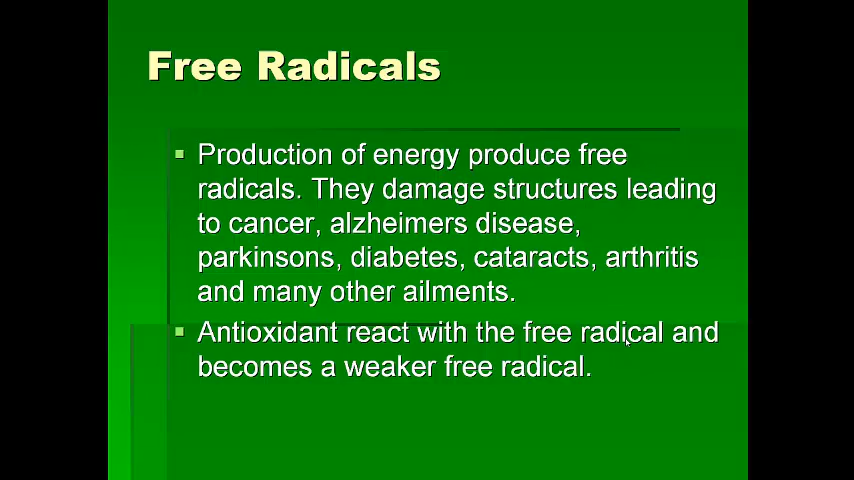 Free Radicals
Production of energy produce free
radicals. They damage structures leading
to cancer, alzheimers disease,
parkinsons, diabetes, cataracts, arthritis
and many other ailments.
Antioxidant react with the free radical and
becomes a weaker free radical.